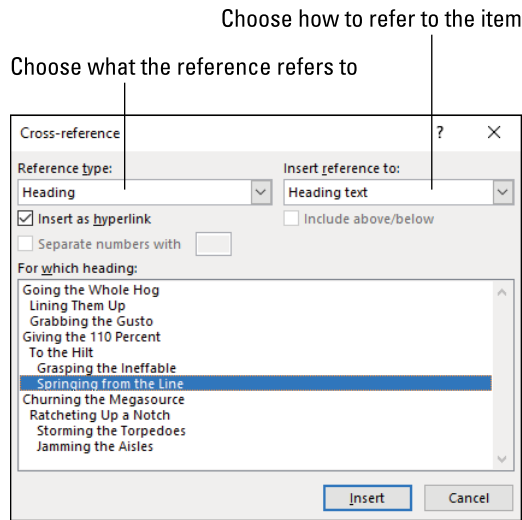 Choose how to refer to the item
Choose what the reference refers to
Cross-reference ? ×
Reference type: Insert reference to:
Heading Heading text
Insert as hyperlink Include above/below
Separate numbers with
For which heading:
Going the Whole Hog
Lining Them Up
Grabbing the Gusto
Giving the 110 Percent
To the Hilt
Grasping the Ineffable
Springing from the Line
Churning the Megasource
Ratcheting Up a Notch
Storming the Torpedoes
Jamming the Aisles
Insert Cancel